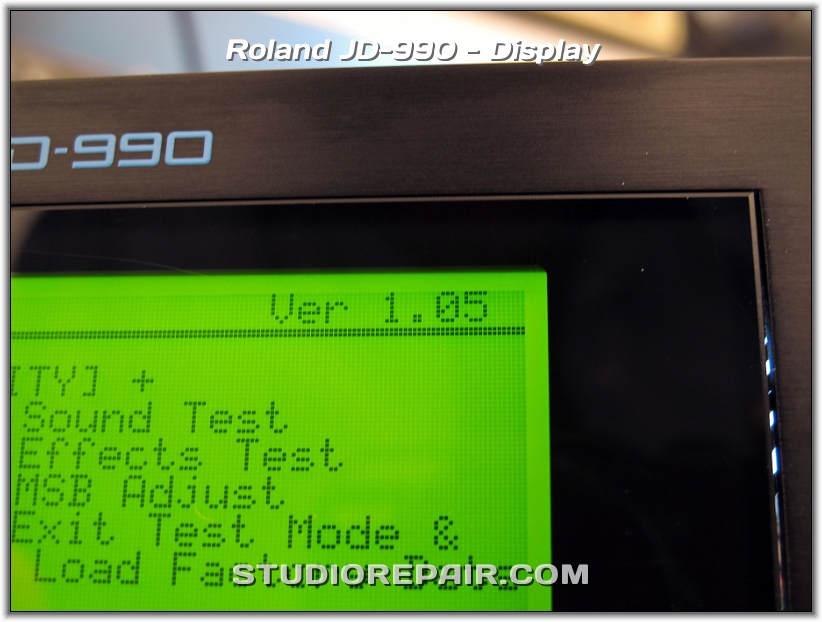 Roland JD-990 - Display
D-990
Ver 1.05
ITY] +
Sound Test
Effects Test
MSB Adjust
Exit Test Mode &
Load
STUDIOREPAIR.COM